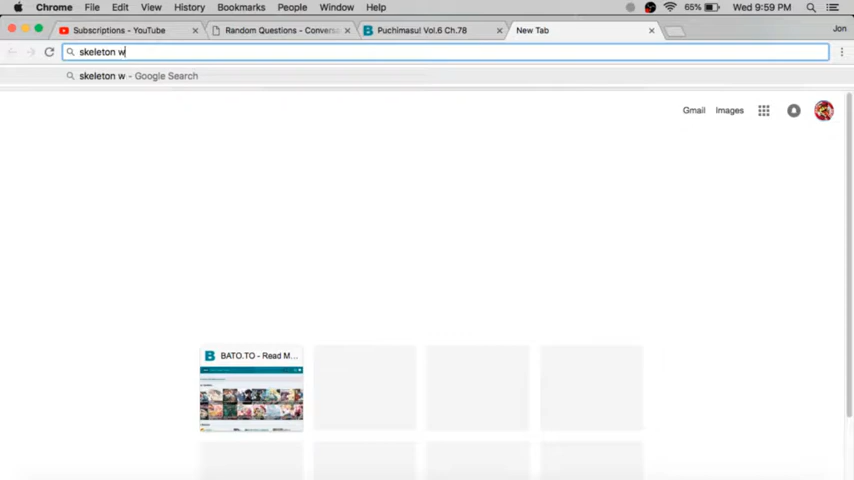 Chrome File Edit View History Bookmarks People Window Help 65% Wed 9:59 PM
Subscriptions - YouTube Random Questions - Conversa Puchimasu! Vol.6 Ch.78 New Tab Jon
skeleton w
skeleton w - Google Search
Gmail Images
B BATO.TO - Read M...